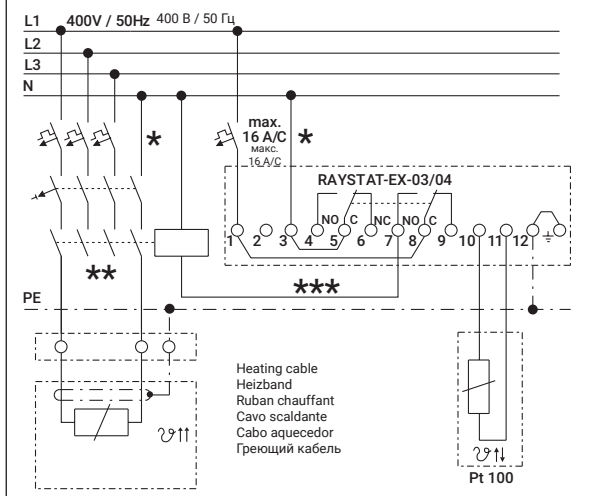 L1 400V / 50Hz 400 В / 50 Гц
L2
L3
N
*
max.
16 A/C
макс.
16 A/C
*
RAYSTAT-EX-03/04
NO C NC NO C
1 2 3 4 5 6 7 8 9 10 11 12
**
***
PE
Heating cable
Heizband
Ruban chauffant
Cavo scaldante
Cabo aquecedor
Греющий кабель
ϑ↑↑
ϑ↑↓
Pt 100